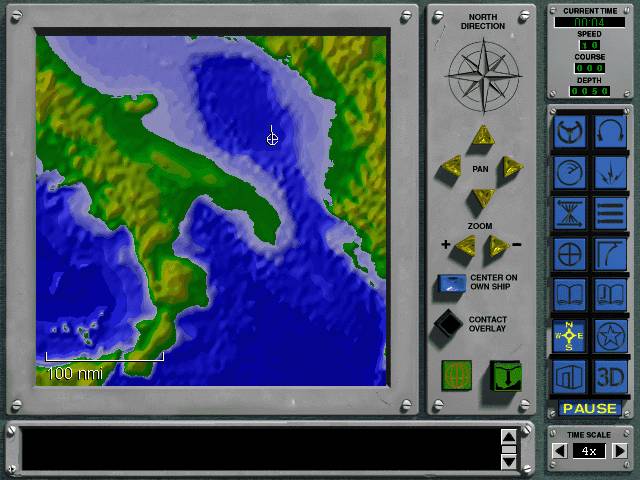 NORTH
DIRECTION
PAN
ZOOM
+ −
CENTER ON
OWN SHIP
CONTACT
OVERLAY
100 nmi
CURRENT TIME
00:04
SPEED
10
COURSE
000
DEPTH
0050
N
W E
S
3D
PAUSE
TIME SCALE
4x